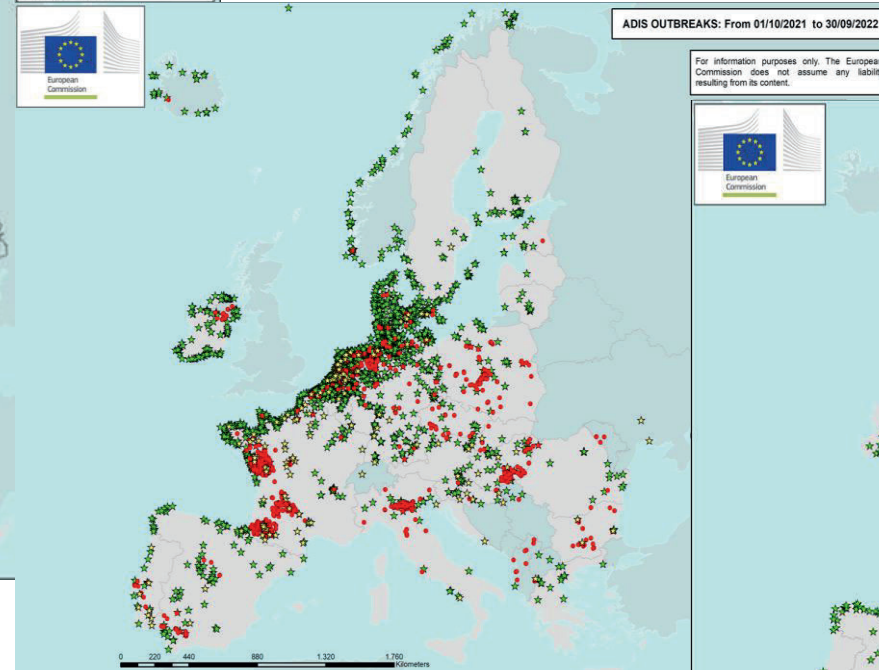 European
Commission
ADIS OUTBREAKS: From 01/10/2021 to 30/09/2022
For information purposes only. The European
Commission does not assume any liabilit
resulting from its content.
European
Commission
0 220 440 880 1.320 1.760
Kilometers